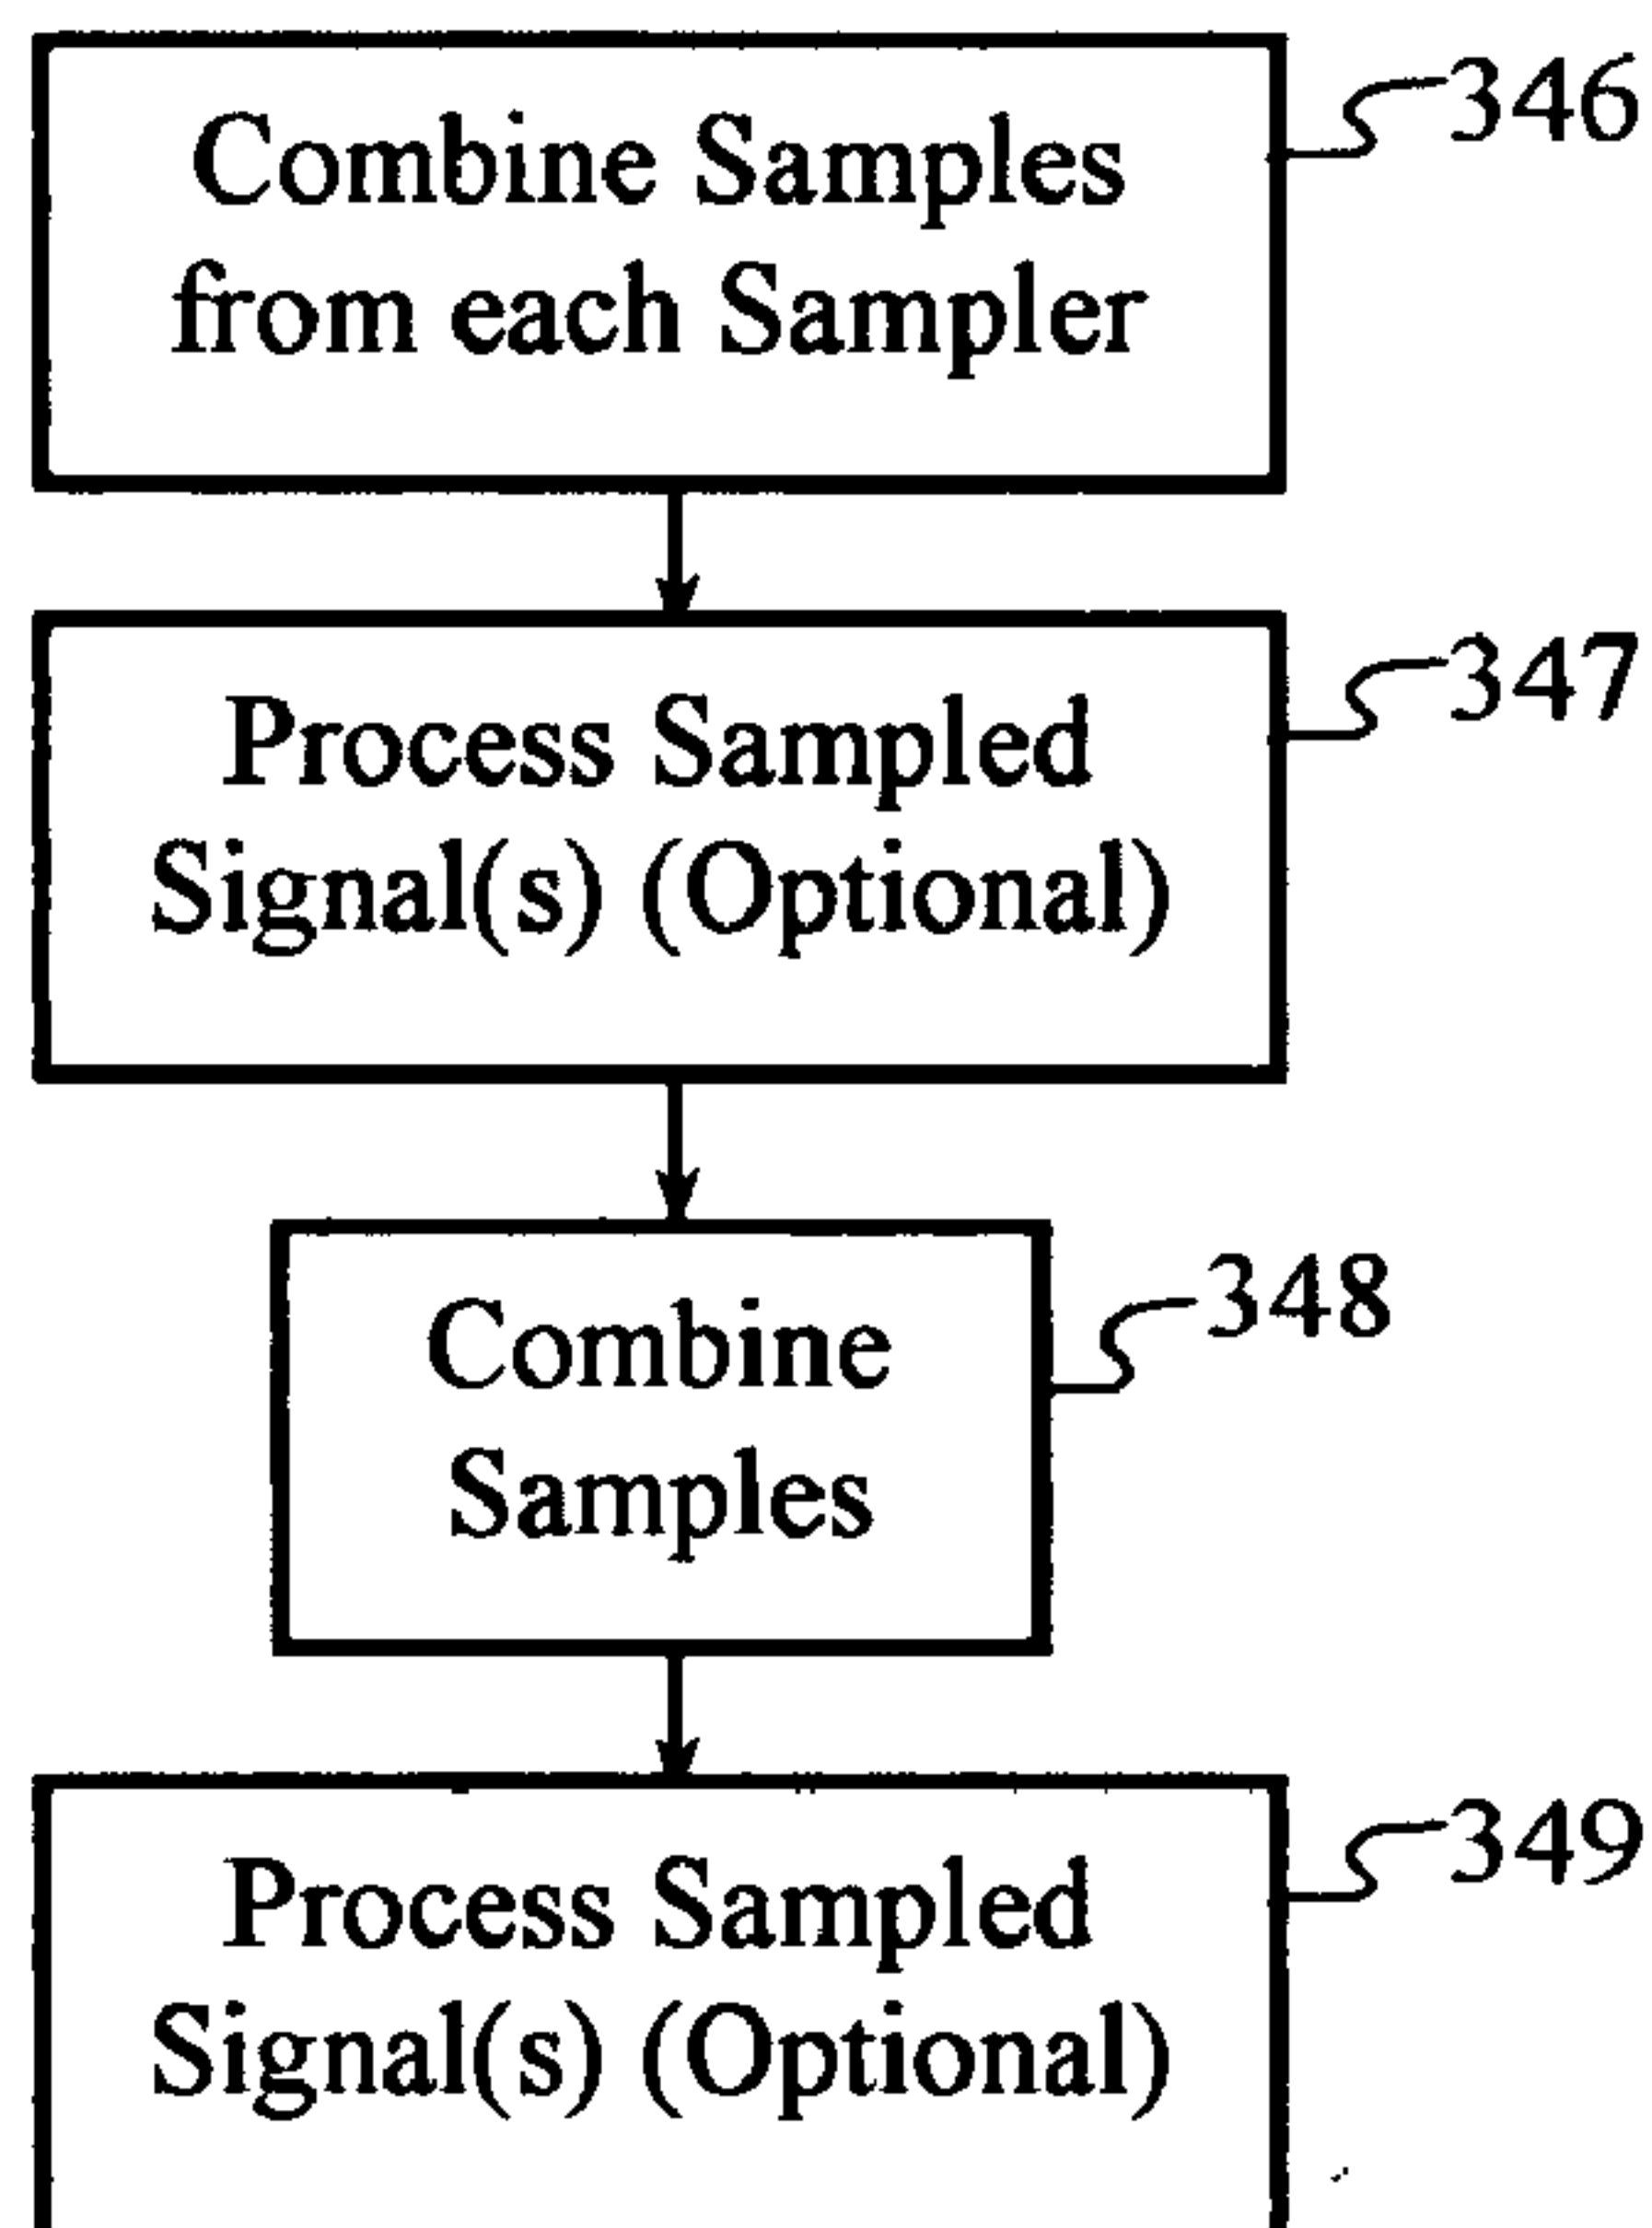 Combine Samples
from each Sampler
346
Process Sampled
Signal(s) (Optional)
347
Combine
Samples
348
Process Sampled
Signal(s) (Optional)
349